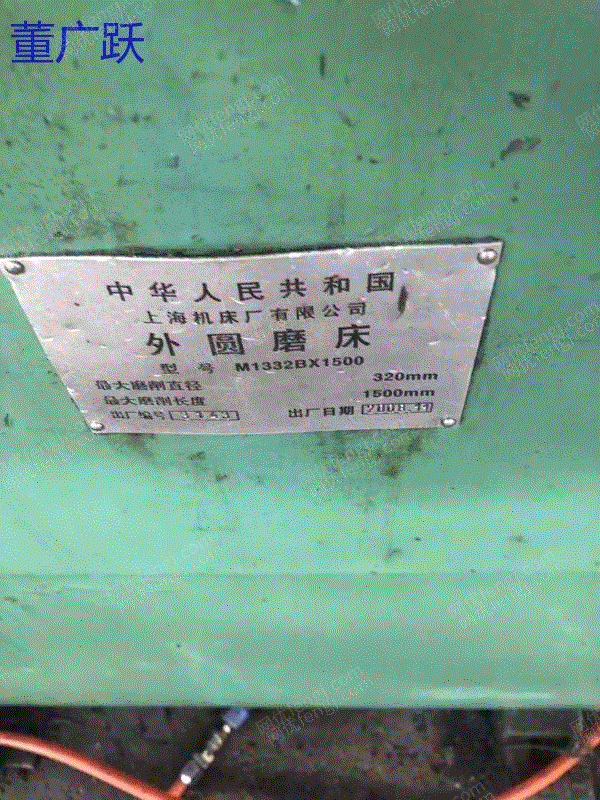 董广跃
中华人民共和国
上海机床厂有限公司
外圆磨床
型号 M1332BX1500
最大磨削直径 320mm
最大磨削长度 1500mm
出厂编号
出厂日期